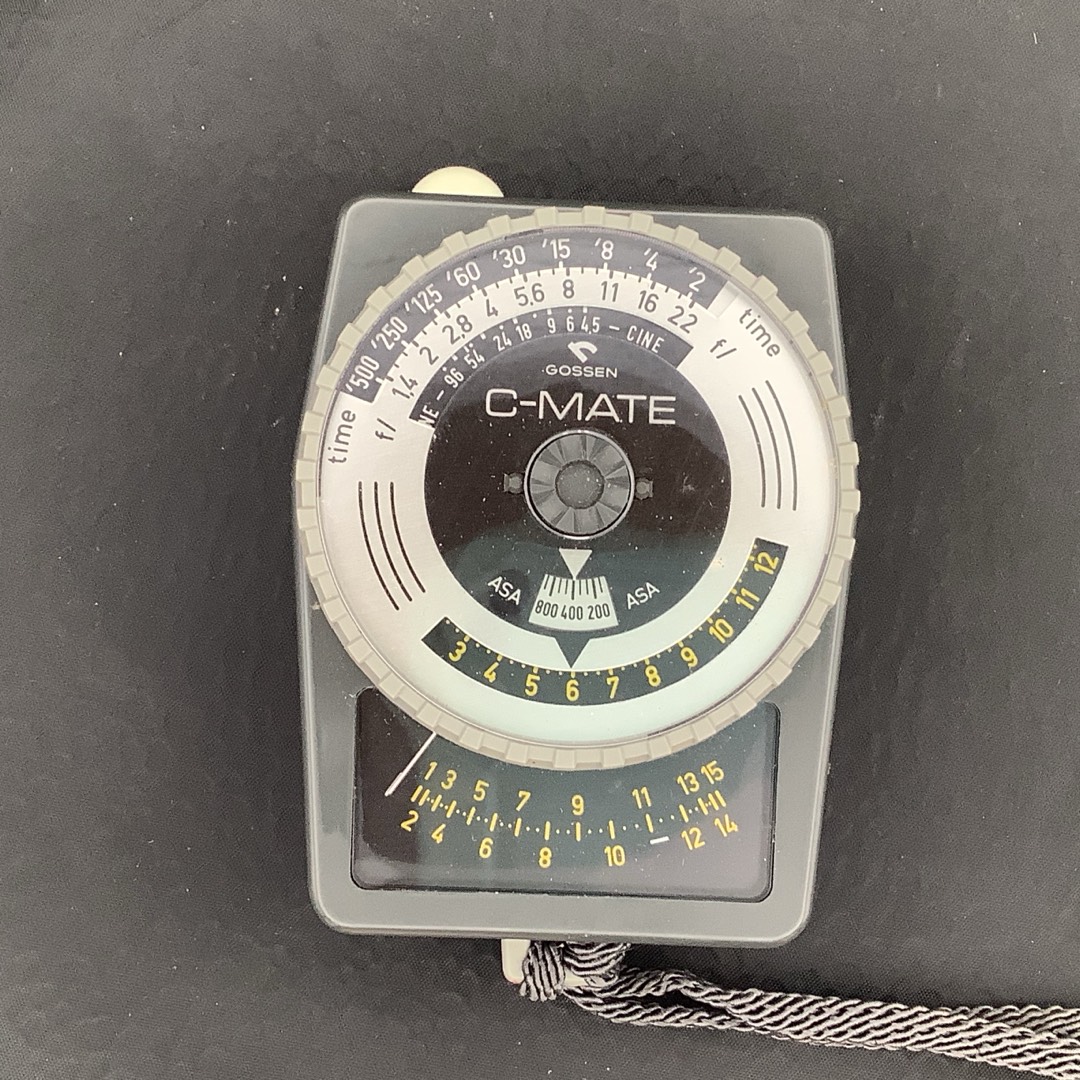 '500 '250 '125 '60 '30 '15 '8 '4 '2
time
f/ 1,4 2 2,8 4 5,6 8 11 16 22 f/
time
NE – 96 54 24 18 9 6 4,5 – CINE
GOSSEN
C-MATE
ASA 800 400 200 ASA
3 4 5 6 7 8 9 10 11 12
1 3 5 7 9 11 13 15
2 4 6 8 10 12 14